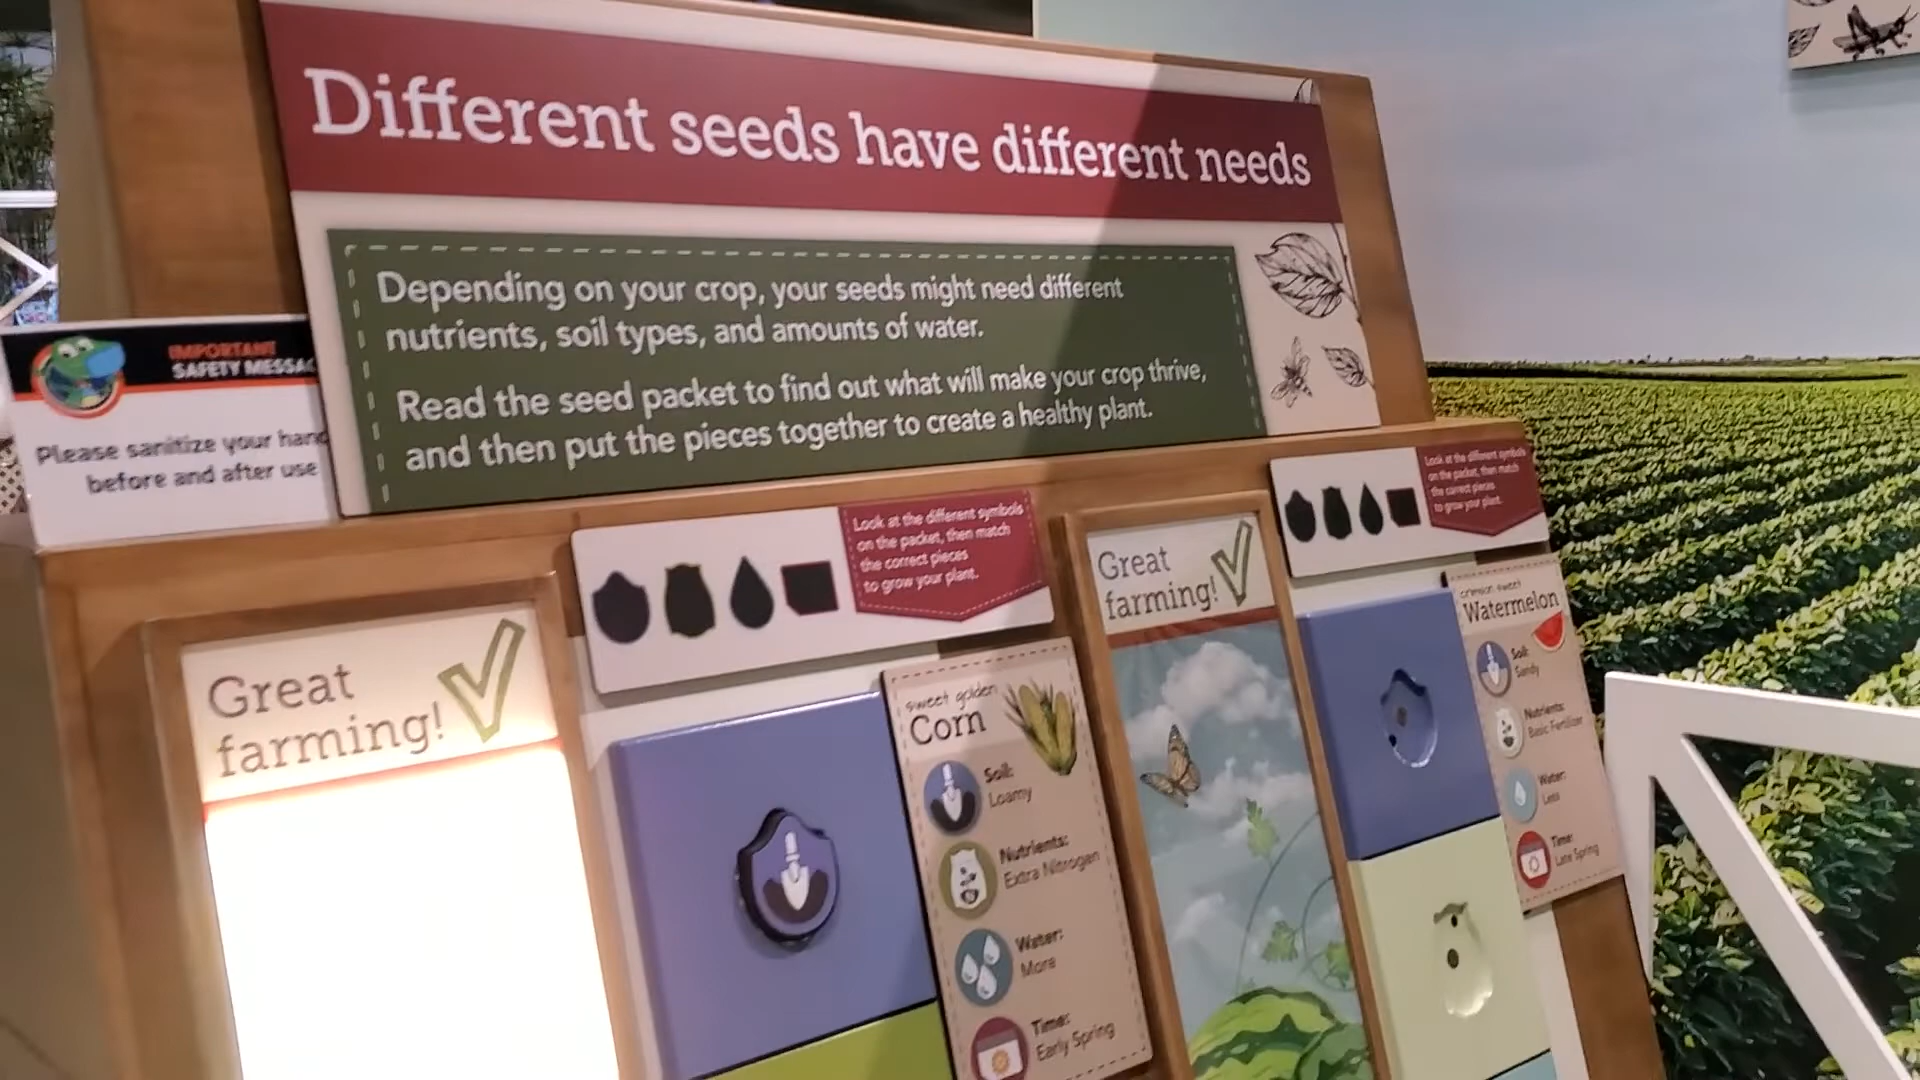 Different seeds have different needs
Depending on your crop, your seeds might need different
nutrients, soil types, and amounts of water.
Read the seed packet to find out what will make your crop thrive,
and then put the pieces together to create a healthy plant.
IMPORTANT
SAFETY
Please sanitize your
before and after use
Look at the different symbols
on the packet, then match
the correct pieces
to grow your plant.
Great
farming!
sweet golden
Corn
Soil:
Loamy
Nutrients:
Extra Nitrogen
Water:
More
Time:
Early Spring
Great
farming!
Look at the different symbols
on the packet, then match
the correct pieces
to grow your plant.
crimson sweet
Watermelon
Soil:
Sandy
Nutrients:
Basic Fertilizer
Water:
Less
Time:
Late Spring